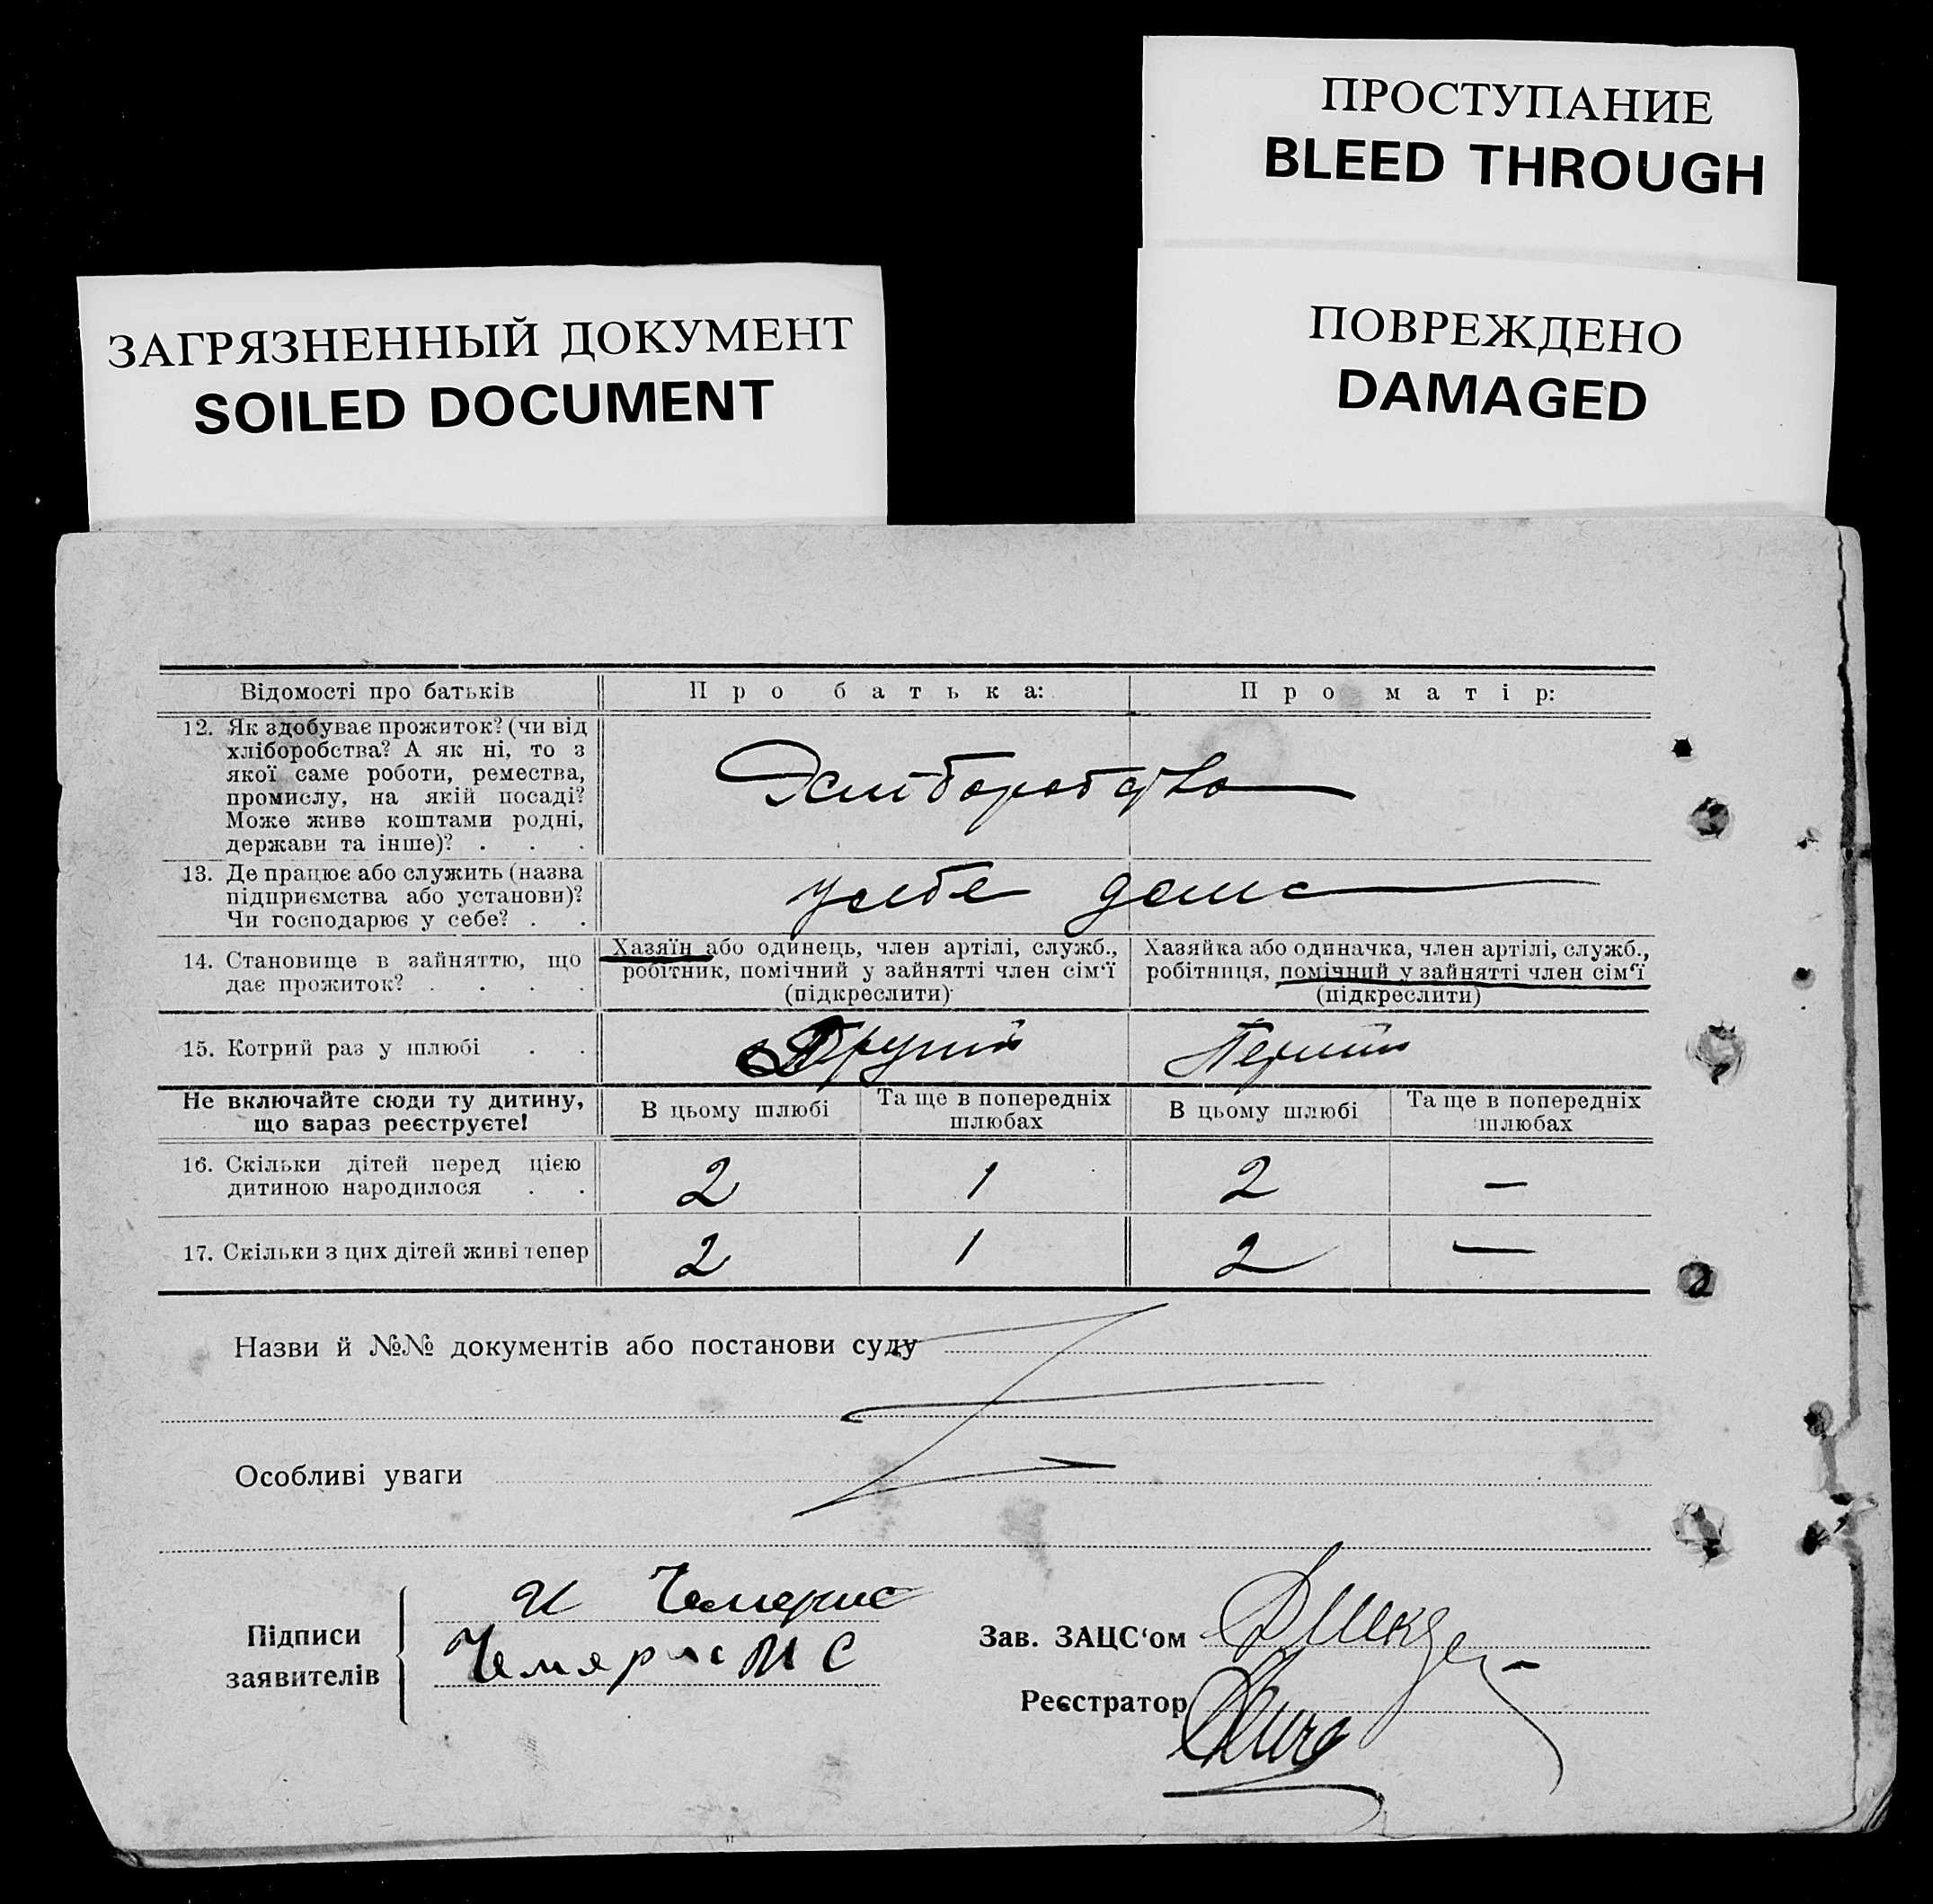 ПРОСТУПАНИЕ
BLEED THROUGH
ЗАГРЯЗНЕННЫЙ ДОКУМЕНТ
SOILED DOCUMENT
ПОВРЕЖДЕНО
DAMAGED
Відомості про батьків
Про батька:
Про матір:
12. Як здобуває прожиток? (чи від
хліборобства? А як ні, то з
якої саме роботи, ремества,
промислу, на якій посаді?
Може живе коштами родні,
держави та інше)? . . .
Хліборобство
13. Де працює або служить (назва
підприємства або установи)?
Чи господарює у себе? . .
у себе дома
14. Становище в зайняттю, що
дає прожиток? . . . .
Хазяїн або одинець, член артілі, служб.,
робітник, помічний у зайнятті член сім‘ї
(підкреслити)
Хазяйка або одиначка, член артілі, служб.,
робітниця, помічний у зайнятті член сім‘ї
(підкреслити)
15. Котрий раз у шлюбі . .
Другий
Перший
Не включайте сюди ту дитину,
що зараз реєструєте!
В цьому шлюбі
Та ще в попередніх
шлюбах
В цьому шлюбі
Та ще в попередніх
шлюбах
16. Скільки дітей перед цією
дитиною народилося . .
2 1 2 —
17. Скільки з цих дітей живі тепер
2 1 2 —
Назви й №№ документів або постанови суду
Особливі уваги
Підписи
заявителів
И Чемерис
Чемярис М С
Зав. ЗАЦС‘ом
Реєстратор